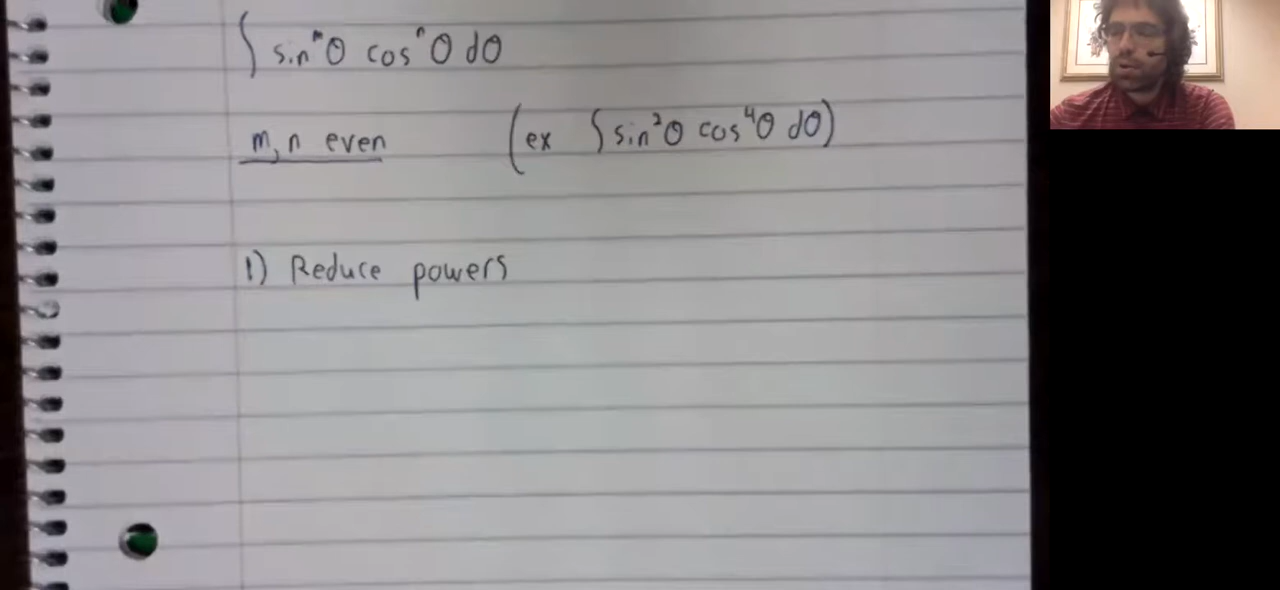 ∫ sinᵐθ cosⁿθ dθ
m, n even (ex ∫ sin²θ cos⁴θ dθ)
1) Reduce powers